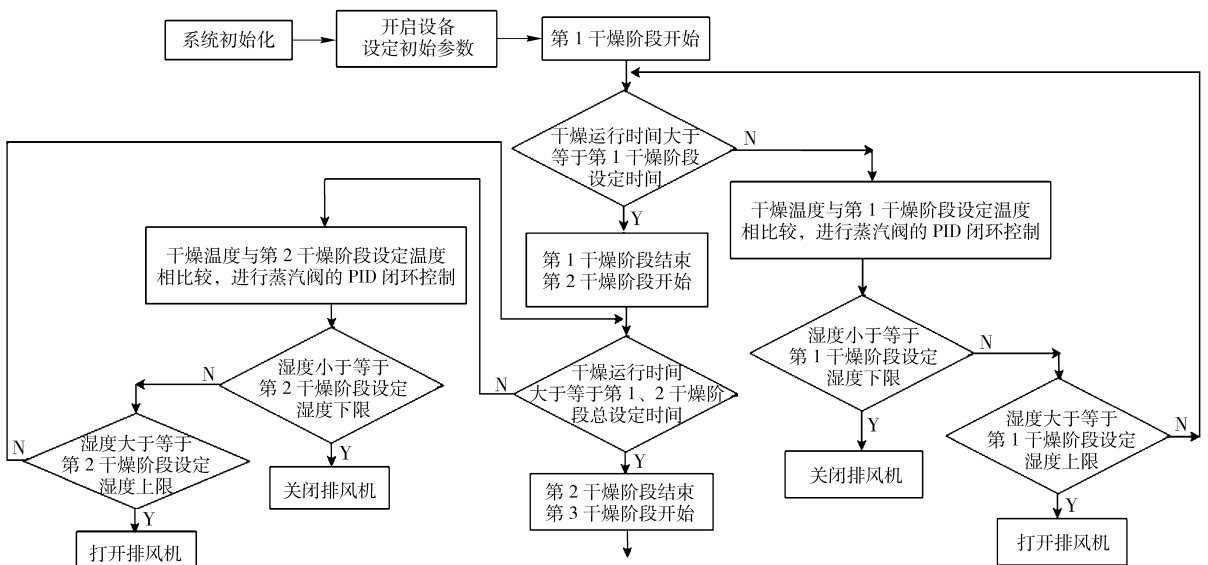 系统初始化
开启设备
设定初始参数
第1干燥阶段开始
干燥运行时间大于
等于第1干燥阶段
设定时间
N
Y
干燥温度与第1干燥阶段设定温度
相比较，进行蒸汽阀的PID闭环控制
干燥温度与第2干燥阶段设定温度
相比较，进行蒸汽阀的PID闭环控制
第1干燥阶段结束
第2干燥阶段开始
湿度小于等于
第1干燥阶段设定
湿度下限
N
Y
湿度小于等于
第2干燥阶段设定
湿度下限
N
Y
干燥运行时间
大于等于第1、2干燥阶
段总设定时间
N
Y
湿度大于等于
第1干燥阶段设定
湿度上限
N
Y
湿度大于等于
第2干燥阶段设定
湿度上限
N
Y
关闭排风机
第2干燥阶段结束
第3干燥阶段开始
关闭排风机
打开排风机
打开排风机